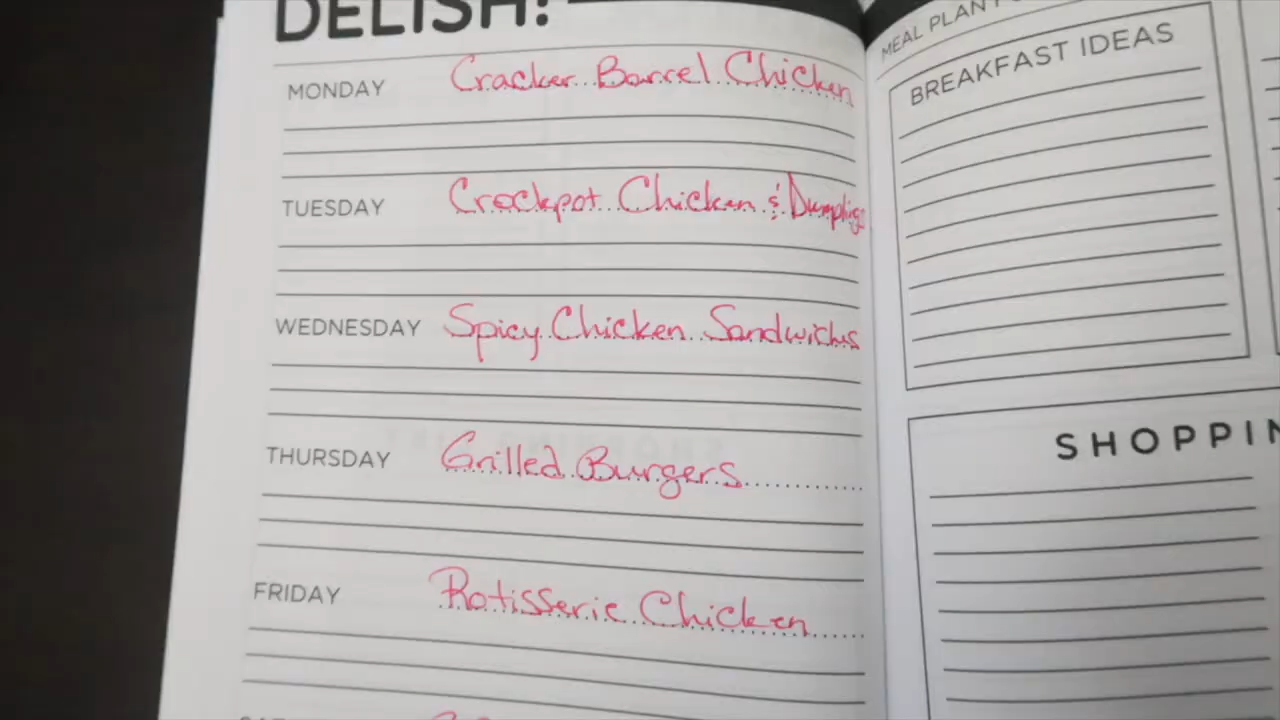 DELISH!
MONDAY Cracker Barrel Chicken
TUESDAY Crockpot Chicken & Dumplings
WEDNESDAY Spicy Chicken Sandwiches
THURSDAY Grilled Burgers
FRIDAY Rotisserie Chicken
MEAL PLAN
BREAKFAST IDEAS
SHOPPIN